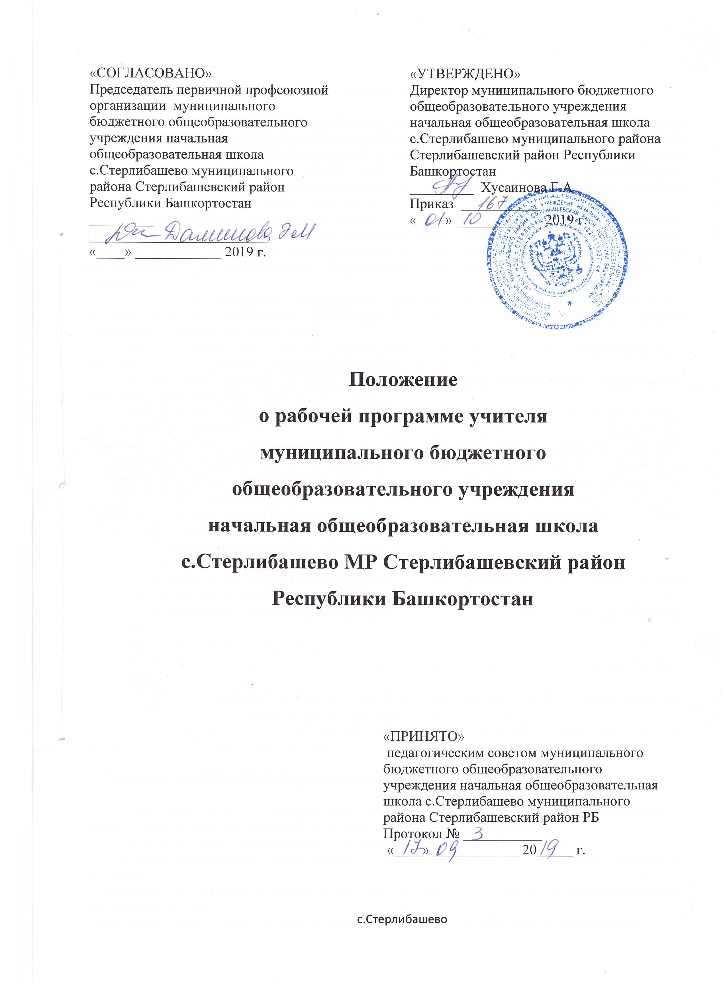 «СОГЛАСОВАНО»
Председатель первичной профсоюзной
организации муниципального
бюджетного общеобразовательного
учреждения начальная
общеобразовательная школа
с.Стерлибашево муниципального
района Стерлибашевский район
Республики Башкортостан
_________
«____» ____________ 2019 г.
«УТВЕРЖДЕНО»
Директор муниципального бюджетного
общеобразовательного учреждения
начальная общеобразовательная школа
с.Стерлибашево муниципального района
Стерлибашевский район Республики
Башкортостан
_________ Хусаинова Г.А
Приказ 167
«01» 10 2019 г.
Положение
о рабочей программе учителя
муниципального бюджетного
общеобразовательного учреждения
начальная общеобразовательная школа
с.Стерлибашево МР Стерлибашевский район
Республики Башкортостан
«ПРИНЯТО»
педагогическим советом муниципального
бюджетного общеобразовательного
учреждения начальная общеобразовательная
школа с.Стерлибашево муниципального
района Стерлибашевский район РБ
Протокол № 3
«17» 09 2019 г.
с.Стерлибашево